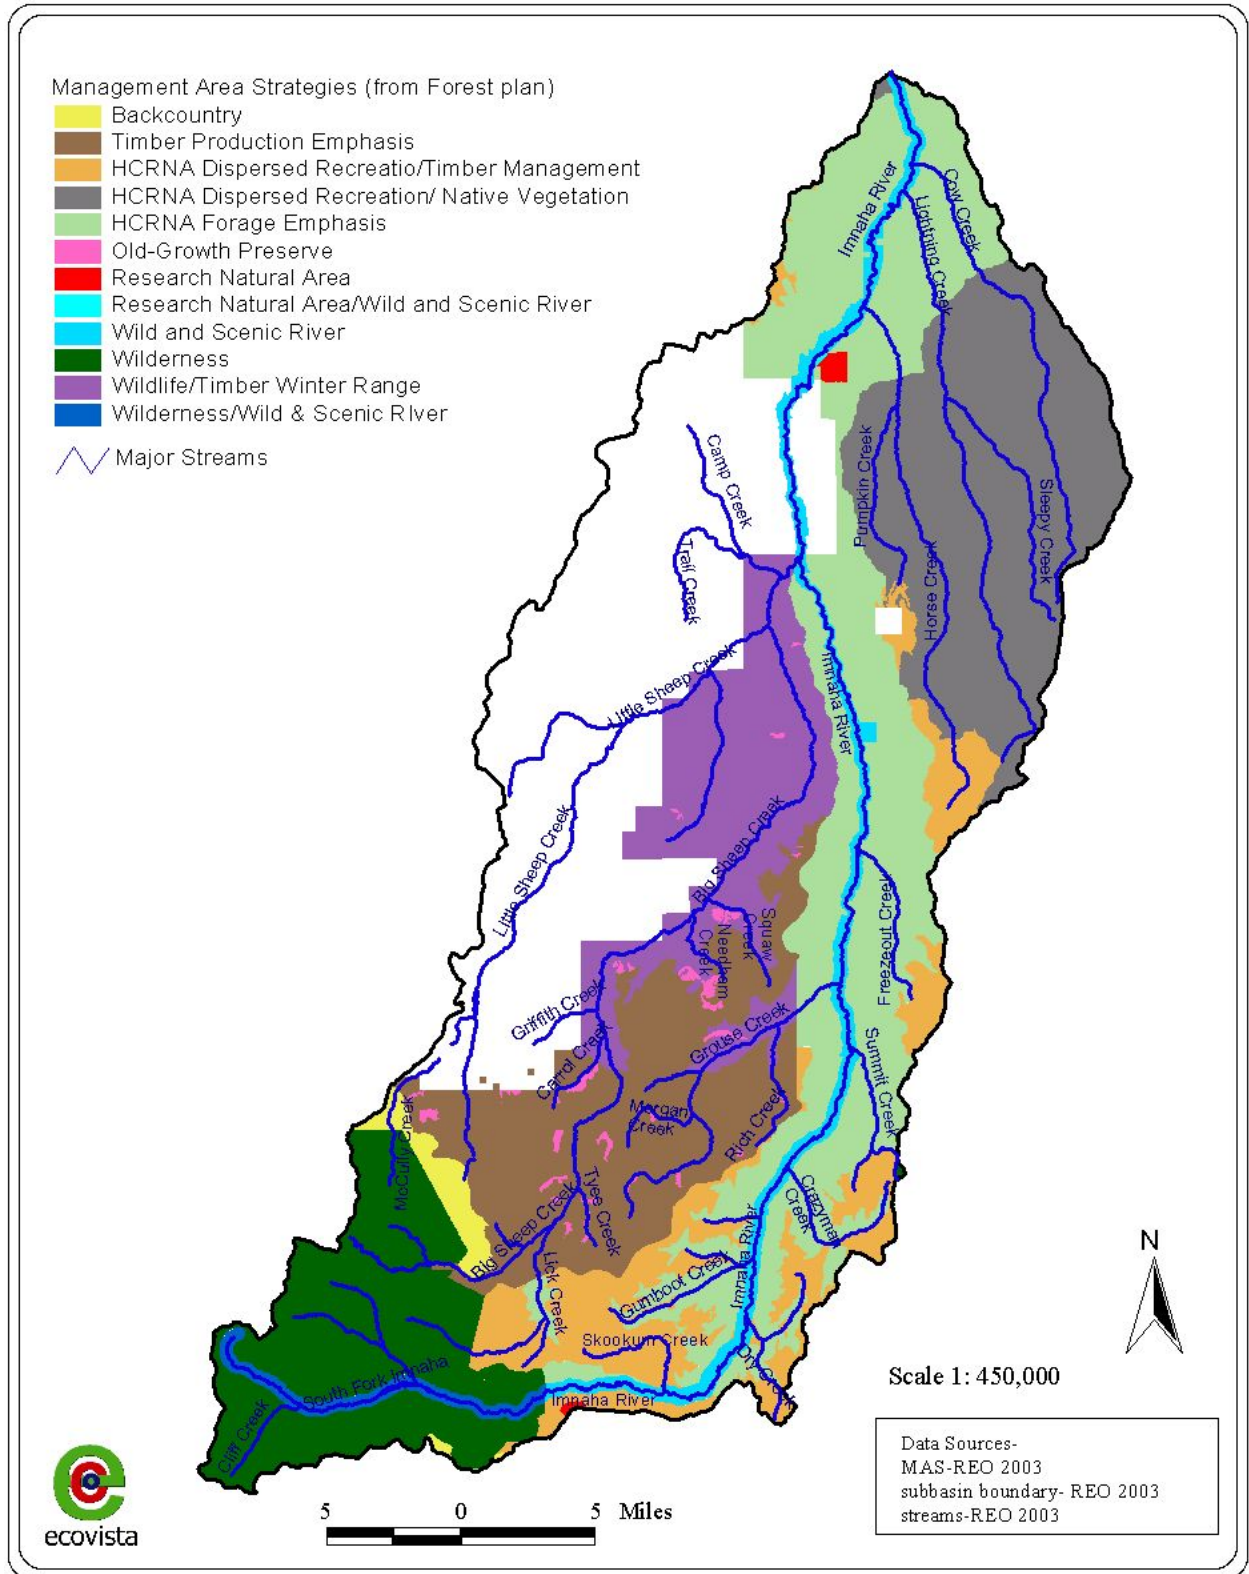 Management Area Strategies (from Forest plan)
Backcountry
Timber Production Emphasis
HCRNA Dispersed Recreatio/Timber Management
HCRNA Dispersed Recreation/ Native Vegetation
HCRNA Forage Emphasis
Old-Growth Preserve
Research Natural Area
Research Natural Area/Wild and Scenic River
Wild and Scenic River
Wilderness
Wildlife/Timber Winter Range
Wilderness/Wild & Scenic RIver
Major Streams
Imnaha River
Cow Creek
Lightning Creek
Camp Creek
Pumpkin Creek
Sleepy Creek
Trail Creek
Horse Creek
Little Sheep Creek
Imnaha River
Little Sheep Creek
Big Sheep Creek
Squaw
Creek
Needham
Creek
Freezeout Creek
Griffith Creek
Grouse Creek
Carrol Creek
Summit Creek
Morgan
Creek
Rich Creek
McCully Creek
Tyee Creek
Big Sheep Creek
Crazyman
Creek
Imnaha River
Lick Creek
Gumboot Creek
Skookum Creek
Dry Creek
South Fork Imnaha
Imnaha River
Cliff Creek
N
Scale 1: 450,000
Data Sources-
MAS-REO 2003
subbasin boundary- REO 2003
streams-REO 2003
ecovista
5 0 5 Miles